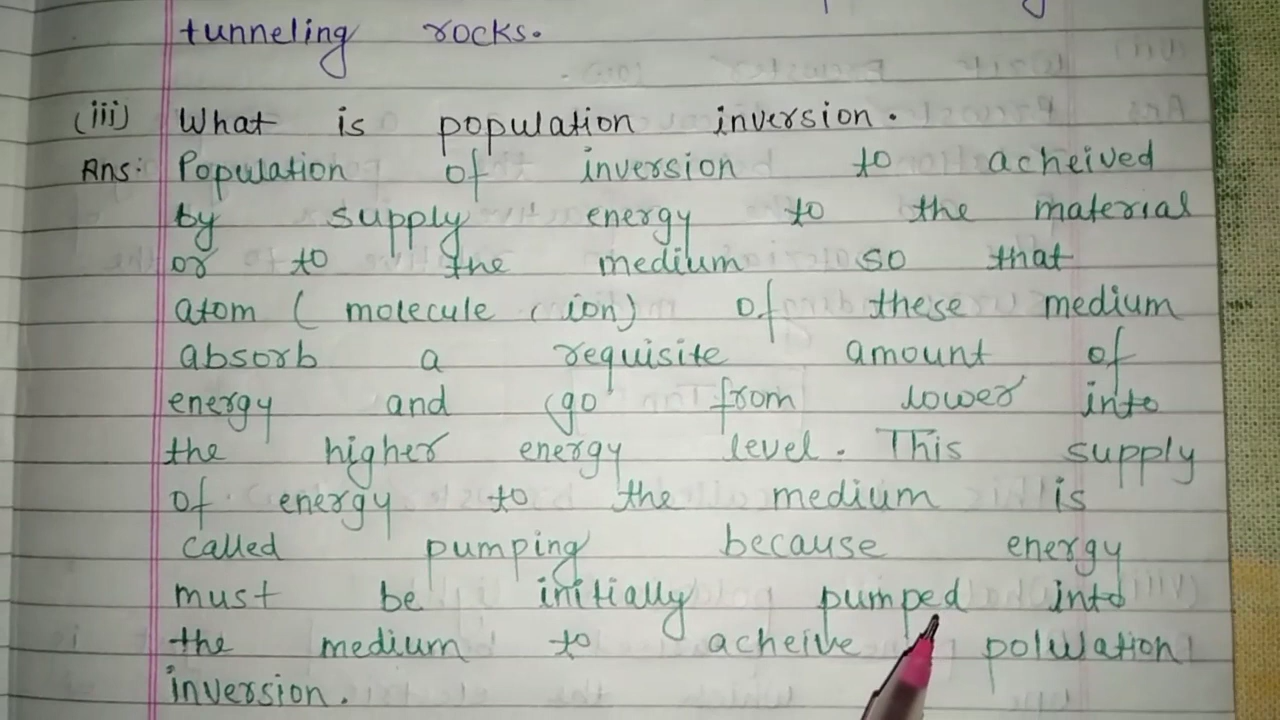 tunneling rocks.
(iii) What is population inversion.
Ans: Population of inversion to acheived
by supply energy to the material
or to the medium so that
atom ( molecule ( ion) of these medium
absorb a requisite amount of
energy and go from lower into
the higher energy level. This supply
of energy to the medium is
called pumping because energy
must be initially pumped into
the medium to acheive polulation
inversion.